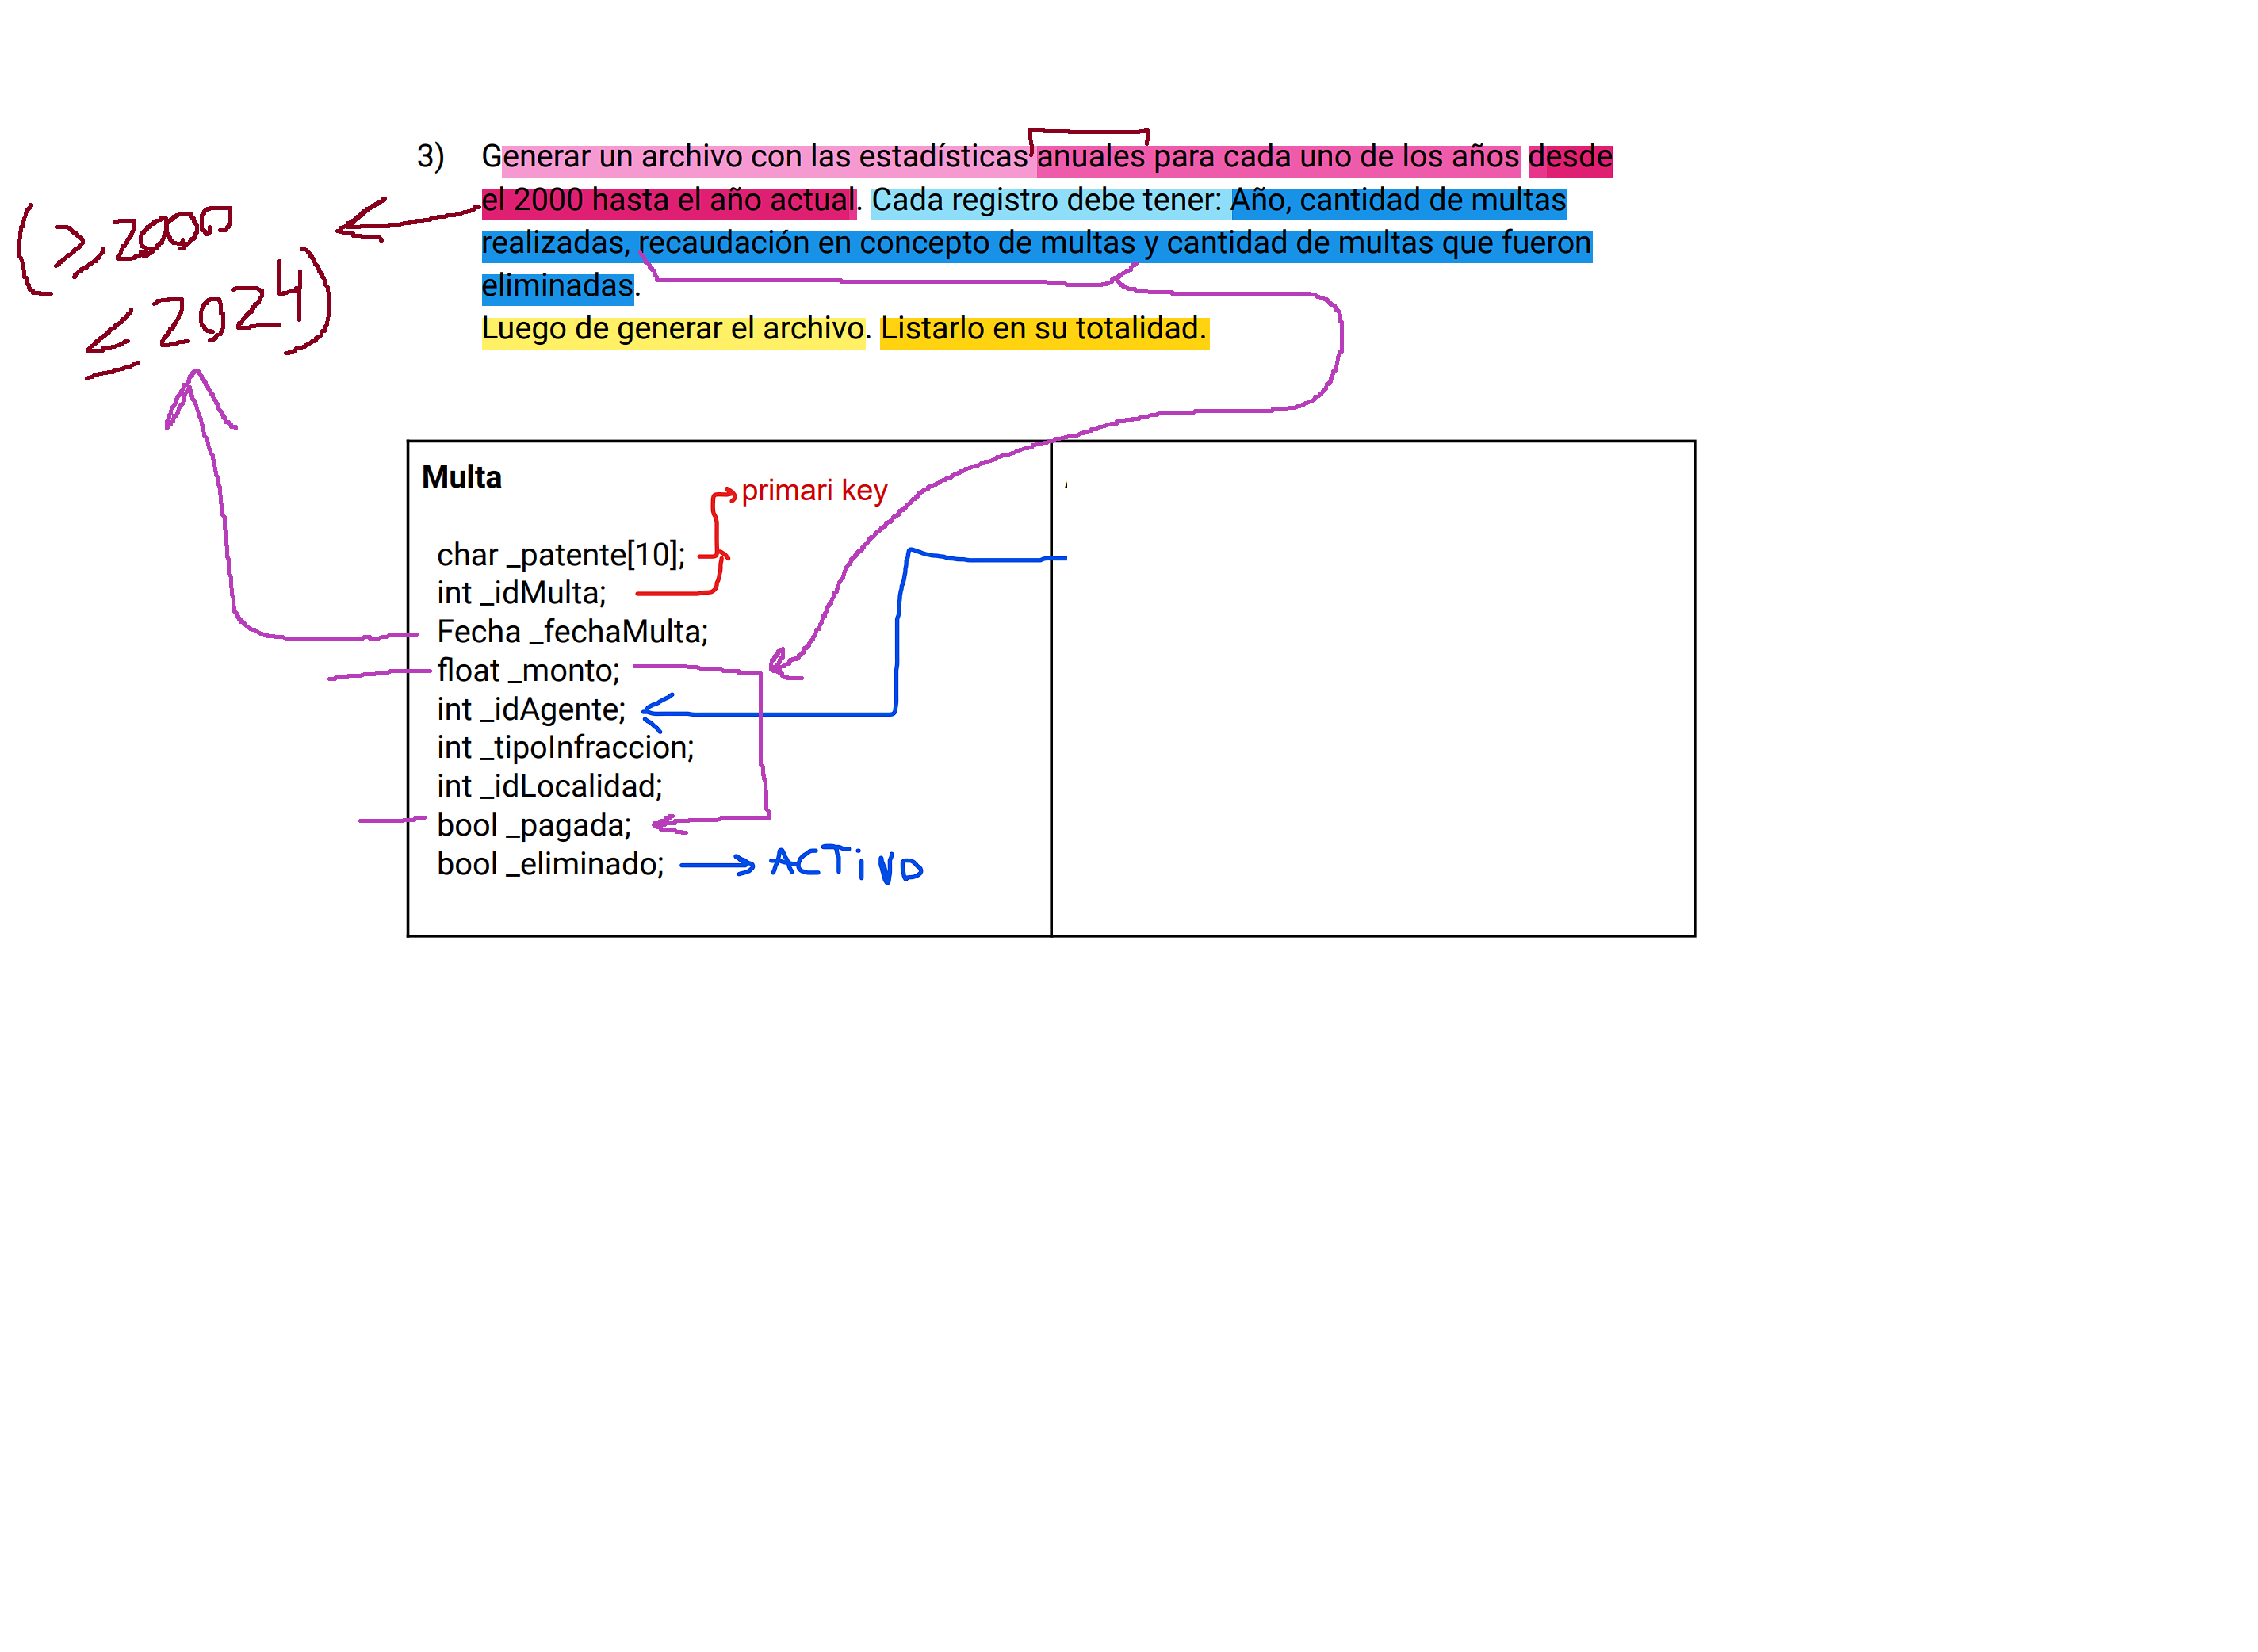 3) Generar un archivo con las estadísticas anuales para cada uno de los años desde
el 2000 hasta el año actual. Cada registro debe tener: Año, cantidad de multas
realizadas, recaudación en concepto de multas y cantidad de multas que fueron
eliminadas.
Luego de generar el archivo. Listarlo en su totalidad.
(≥ 2000
≤ 2024)
Multa
primari key
char _patente[10];
int _idMulta;
Fecha _fechaMulta;
float _monto;
int _idAgente;
int _tipoInfraccion;
int _idLocalidad;
bool _pagada;
bool _eliminado; ACTiVO